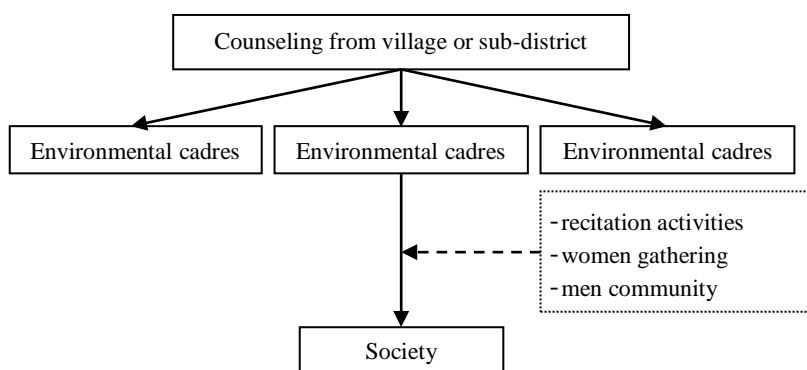 Counseling from village or sub-district
Environmental cadres
Environmental cadres
Environmental cadres
- recitation activities
- women gathering
- men community
Society